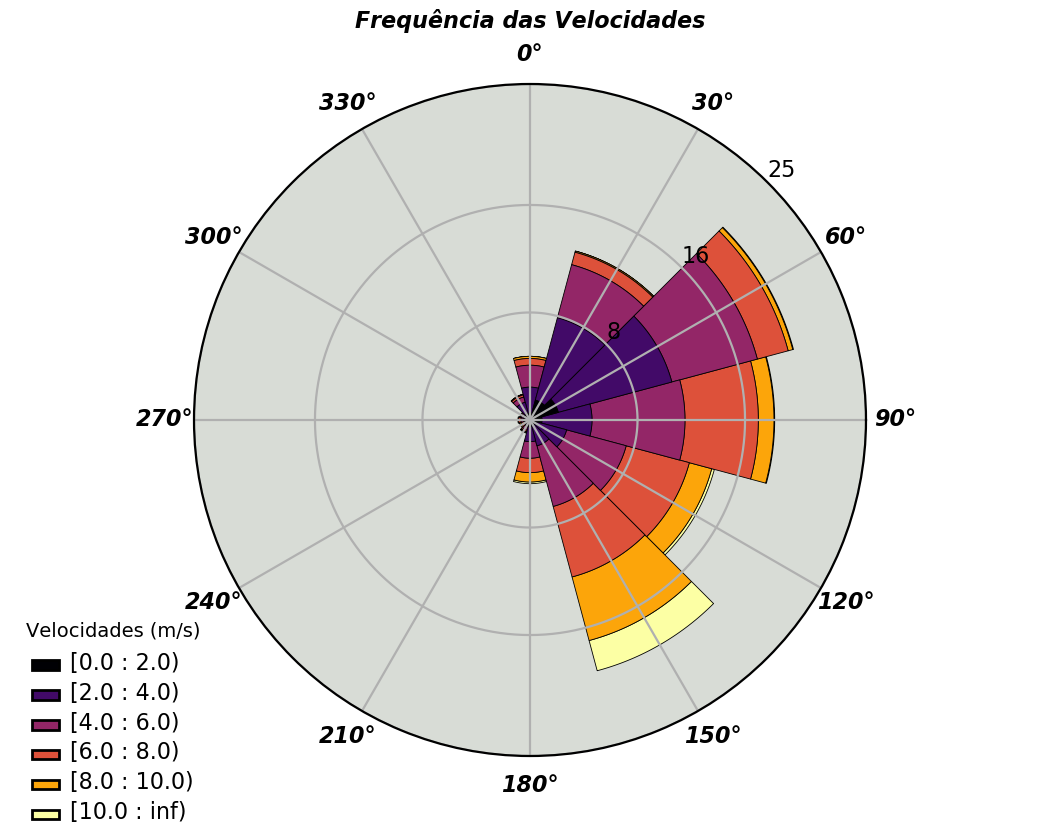 Frequência das Velocidades
0°
330°
30°
25
300°
60°
16
8
270°
90°
240°
120°
210°
150°
180°
Velocidades (m/s)
[0.0 : 2.0)
[2.0 : 4.0)
[4.0 : 6.0)
[6.0 : 8.0)
[8.0 : 10.0)
[10.0 : inf)